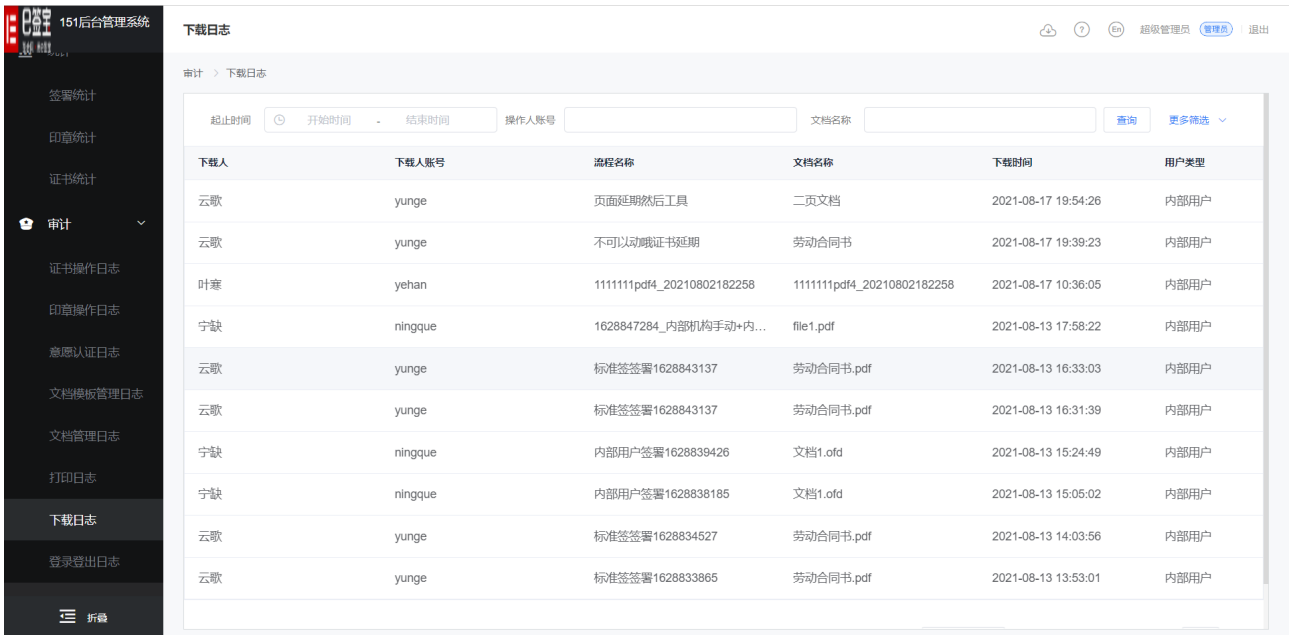 151后台管理系统
下载日志
En
超级管理员
管理员
退出
签署统计
印章统计
证书统计
审计
证书操作日志
印章操作日志
意愿认证日志
文档模板管理日志
文档管理日志
打印日志
下载日志
登录登出日志
折叠
审计 > 下载日志
起止时间 开始时间 - 结束时间 操作人账号 文档名称 查询 更多筛选
下载人 下载人账号 流程名称 文档名称 下载时间 用户类型
云歌 yunge 页面延期然后工具 二页文档 2021-08-17 19:54:26 内部用户
云歌 yunge 不可以动哦证书延期 劳动合同书 2021-08-17 19:39:23 内部用户
叶寒 yehan 1111111pdf4_20210802182258 1111111pdf4_20210802182258 2021-08-17 10:36:05 内部用户
宁缺 ningque 1628847284_内部机构手动+内... file1.pdf 2021-08-13 17:58:22 内部用户
云歌 yunge 标准签签署1628843137 劳动合同书.pdf 2021-08-13 16:33:03 内部用户
云歌 yunge 标准签签署1628843137 劳动合同书.pdf 2021-08-13 16:31:39 内部用户
宁缺 ningque 内部用户签署1628839426 文档1.ofd 2021-08-13 15:24:49 内部用户
宁缺 ningque 内部用户签署1628838185 文档1.ofd 2021-08-13 15:05:02 内部用户
云歌 yunge 标准签签署1628834527 劳动合同书.pdf 2021-08-13 14:03:56 内部用户
云歌 yunge 标准签签署1628833865 劳动合同书.pdf 2021-08-13 13:53:01 内部用户